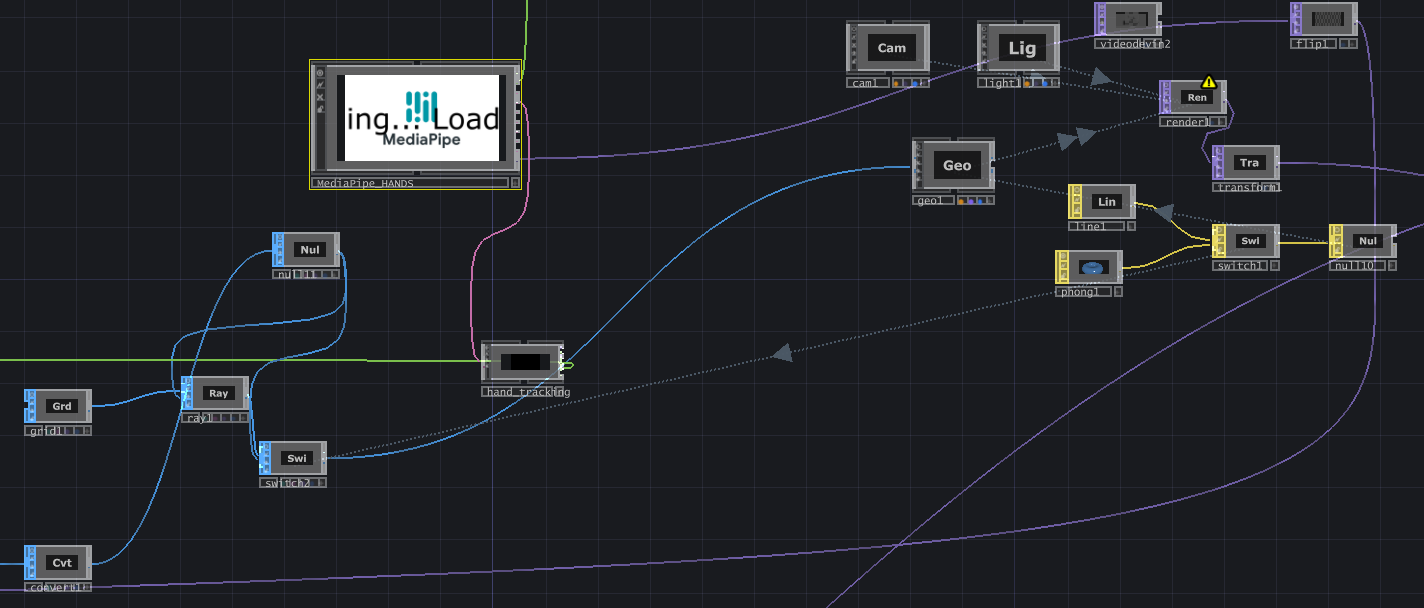 videodevin2
flip1
Cam
cam1
Lig
light1
ing... Load
MediaPipe
MediaPipe_HANDS
Ren
render1
Geo
geo1
Tra
transform1
Lin
line1
Swi
switch1
Nul
null10
phong1
Nul
null11
hand_tracking
Grd
grid1
Ray
ray1
Swi
switch2
Cvt
convert1